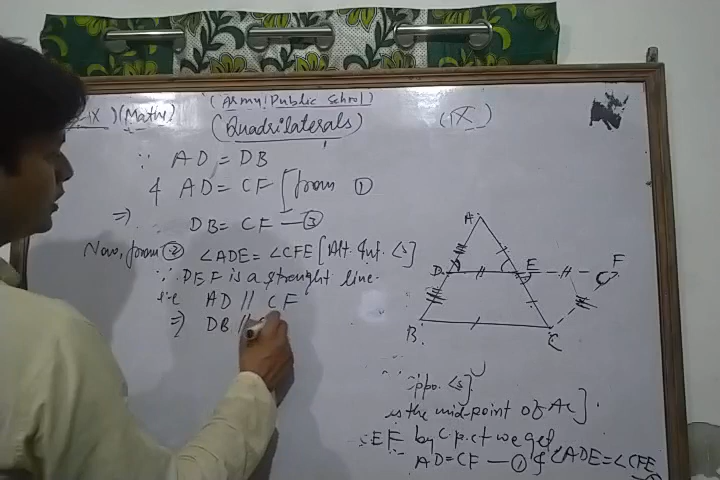 IX) (Maths)
(Army Public School)
(Quadrilaterals)
(IX)
∵ AD = DB
& AD = CF [from ①
⇒ ∴ DB = CF — ③
Now, from ② ∠ADE = ∠CFE [Alt. Int. ∠s]
∵ DEF is a straight line.
i.e AD // CF
⇒ DB //
A
D
E
F
B
C
oppo. ∠s]
is the mid-point of AC].
EF by C.p.c.t we get
AD = CF — ① & ∠ADE = ∠CFE